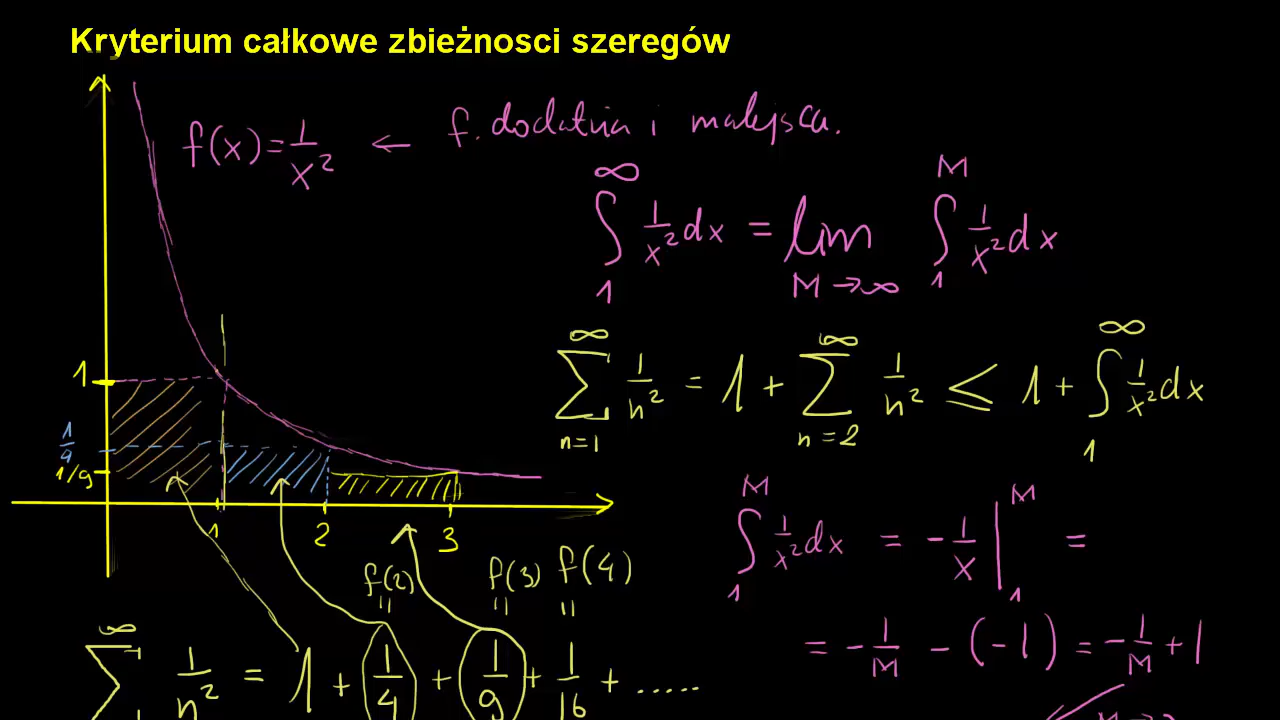 Kryterium całkowe zbieżnosci szeregów
f(x) = 1/x² ← f. dodatnia i malejsca.
∫₁^∞ 1/x² dx = lim M→∞ ∫₁^M 1/x² dx
∑ n=1 ^∞ 1/n² = 1 + ∑ n=2 ^∞ 1/n² ≤ 1 + ∫₁^∞ 1/x² dx
1
1/4
1/9
1 2 3
∫₁^M 1/x² dx = -1/x |₁^M =
= -1/M - (-1) = -1/M + 1
f(2) f(3) f(4)
= = =
∑ ^∞ 1/n² = 1 + 1/4 + 1/9 + 1/16 + .....